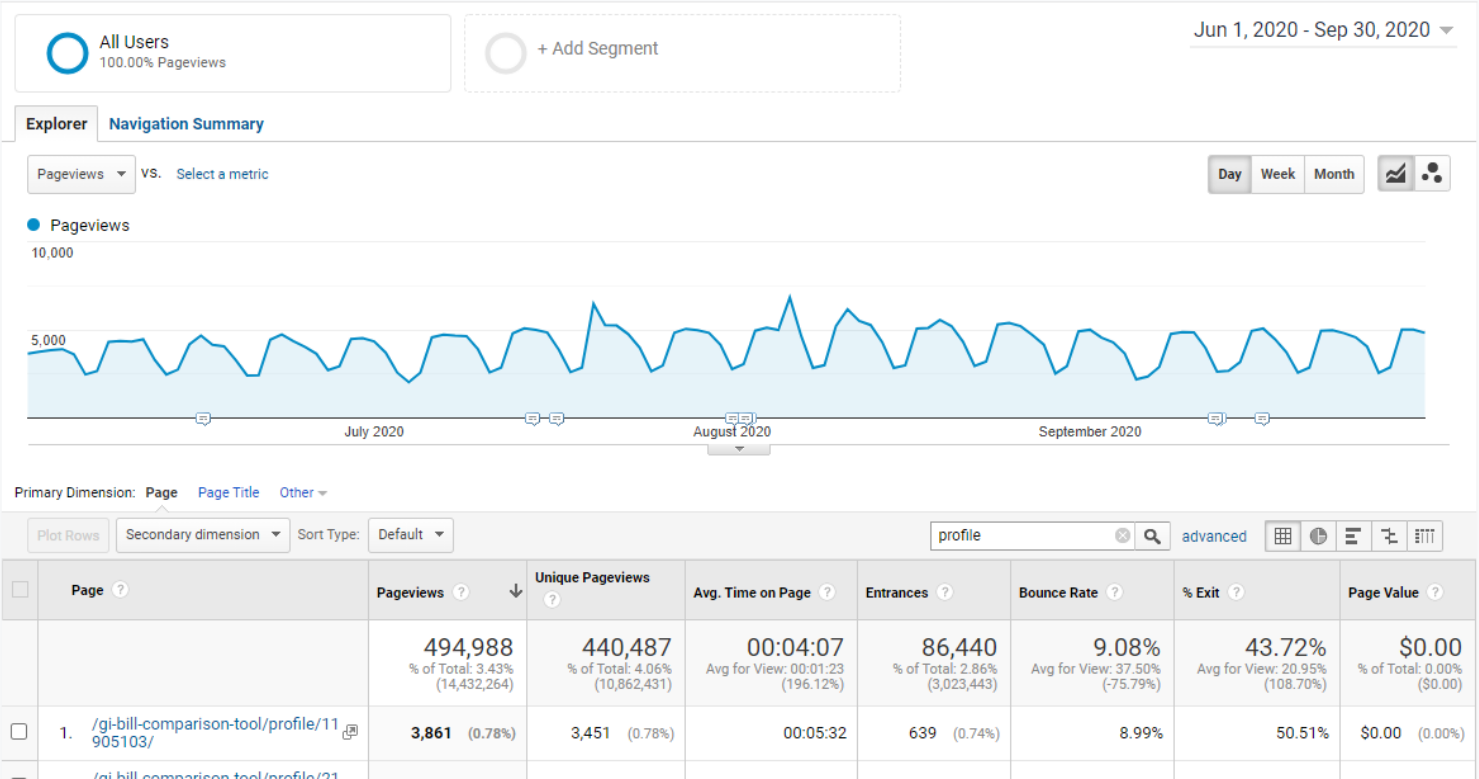 All Users
100.00% Pageviews
+ Add Segment
Jun 1, 2020 - Sep 30, 2020
Explorer
Navigation Summary
Pageviews
VS.
Select a metric
Day
Week
Month
Pageviews
10,000
5,000
July 2020
August 2020
September 2020
Primary Dimension:
Page
Page Title
Other
Plot Rows
Secondary dimension
Sort Type:
Default
profile
advanced
Page ?
Pageviews ?
Unique Pageviews
?
Avg. Time on Page ?
Entrances ?
Bounce Rate ?
% Exit ?
Page Value ?
494,988
% of Total: 3.43%
(14,432,264)
440,487
% of Total: 4.06%
(10,862,431)
00:04:07
Avg for View: 00:01:23
(196.12%)
86,440
% of Total: 2.86%
(3,023,443)
9.08%
Avg for View: 37.50%
(-75.79%)
43.72%
Avg for View: 20.95%
(108.70%)
$0.00
% of Total: 0.00%
($0.00)
1.
/gi-bill-comparison-tool/profile/11
905103/
3,861 (0.78%)
3,451 (0.78%)
00:05:32
639 (0.74%)
8.99%
50.51%
$0.00 (0.00%)
/gi-bill-comparison-tool/profile/21